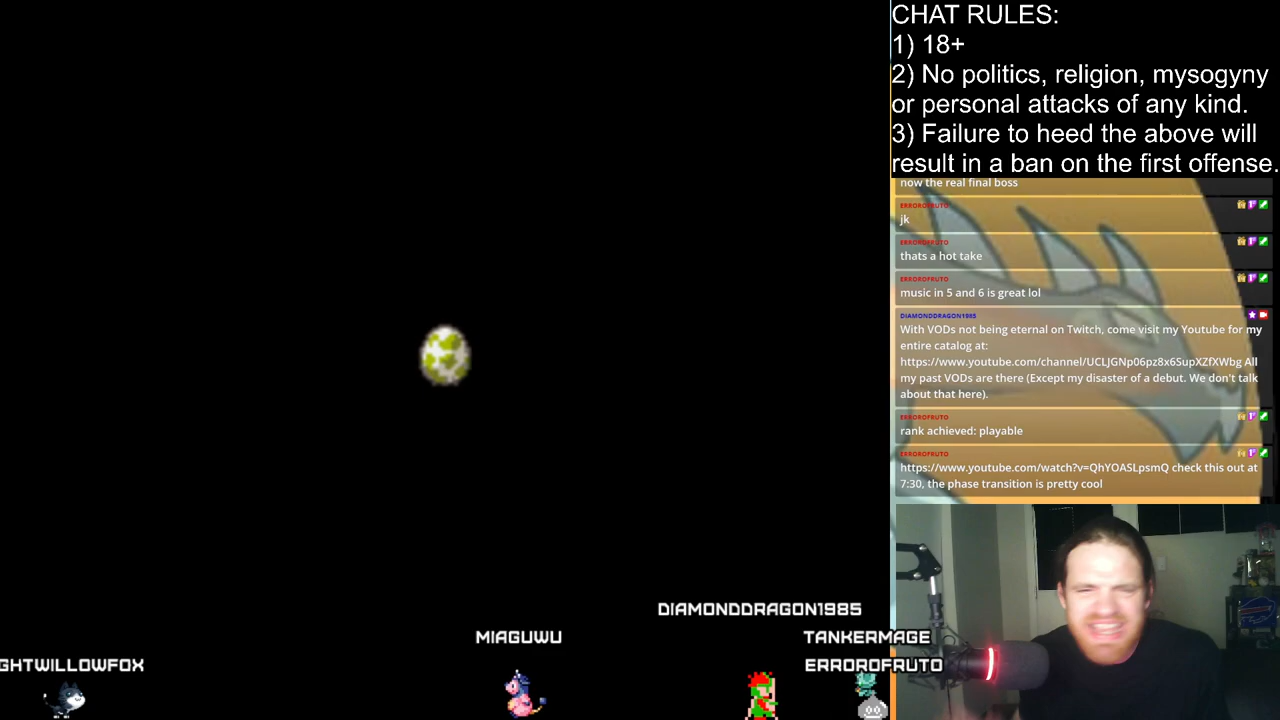 CHAT RULES:
1) 18+
2) No politics, religion, mysogyny
or personal attacks of any kind.
3) Failure to heed the above will
result in a ban on the first offense.
now the real final boss
ERROROFRUTO
jk
ERROROFRUTO
thats a hot take
ERROROFRUTO
music in 5 and 6 is great lol
DIAMONDDRAGON1985
With VODs not being eternal on Twitch, come visit my Youtube for my
entire catalog at:
https://www.youtube.com/channel/UCLJGNp06pz8x6SupXZfXWbg All
my past VODs are there (Except my disaster of a debut. We don't talk
about that here).
ERROROFRUTO
rank achieved: playable
ERROROFRUTO
https://www.youtube.com/watch?v=QhYOASLpsmQ check this out at
7:30, the phase transition is pretty cool
DIAMONDDRAGON1985
MIAGUWU
TANKERMAGE
GHTWILLOWFOX
ERROROFRUTO